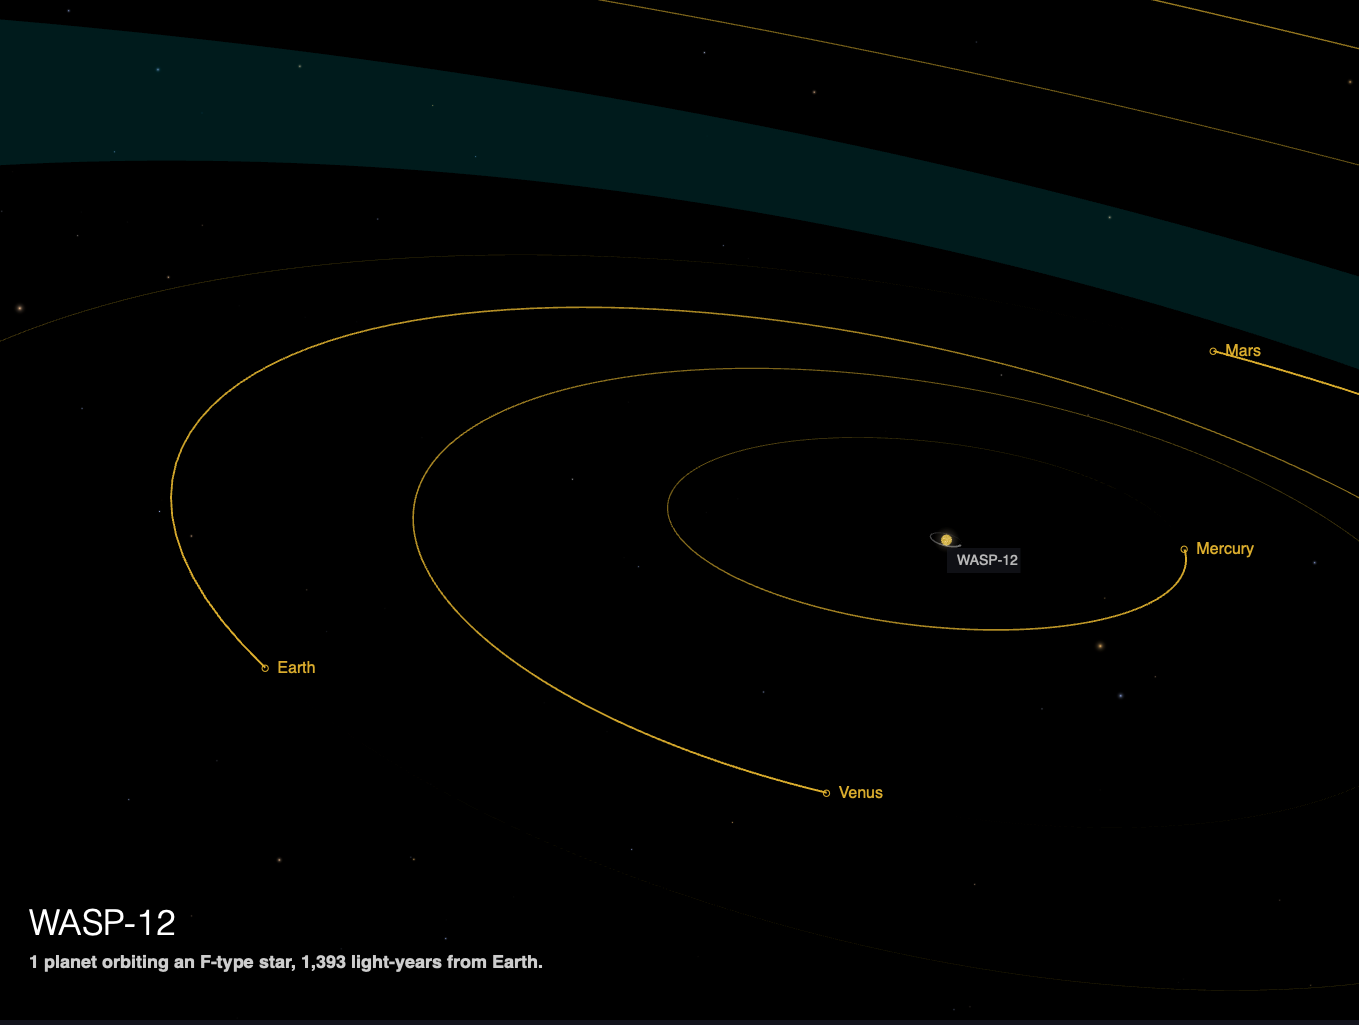 Mars
WASP-12
Mercury
Earth
Venus
WASP-12
1 planet orbiting an F-type star, 1,393 light-years from Earth.